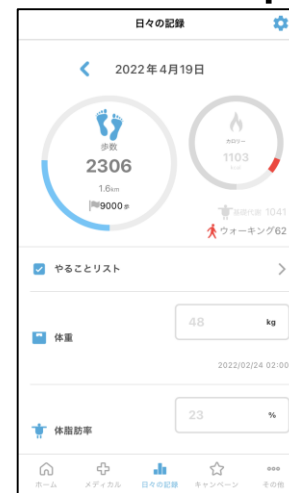 日々の記録
2022年4月19日
歩数
2306
1.6km
9000歩
カロリー
1103
kcal
基礎代謝 1041
ウォーキング62
やることリスト
体重
48 kg
2022/02/24 02:00
体脂肪率
23 %
ホーム メディカル 日々の記録 キャンペーン その他